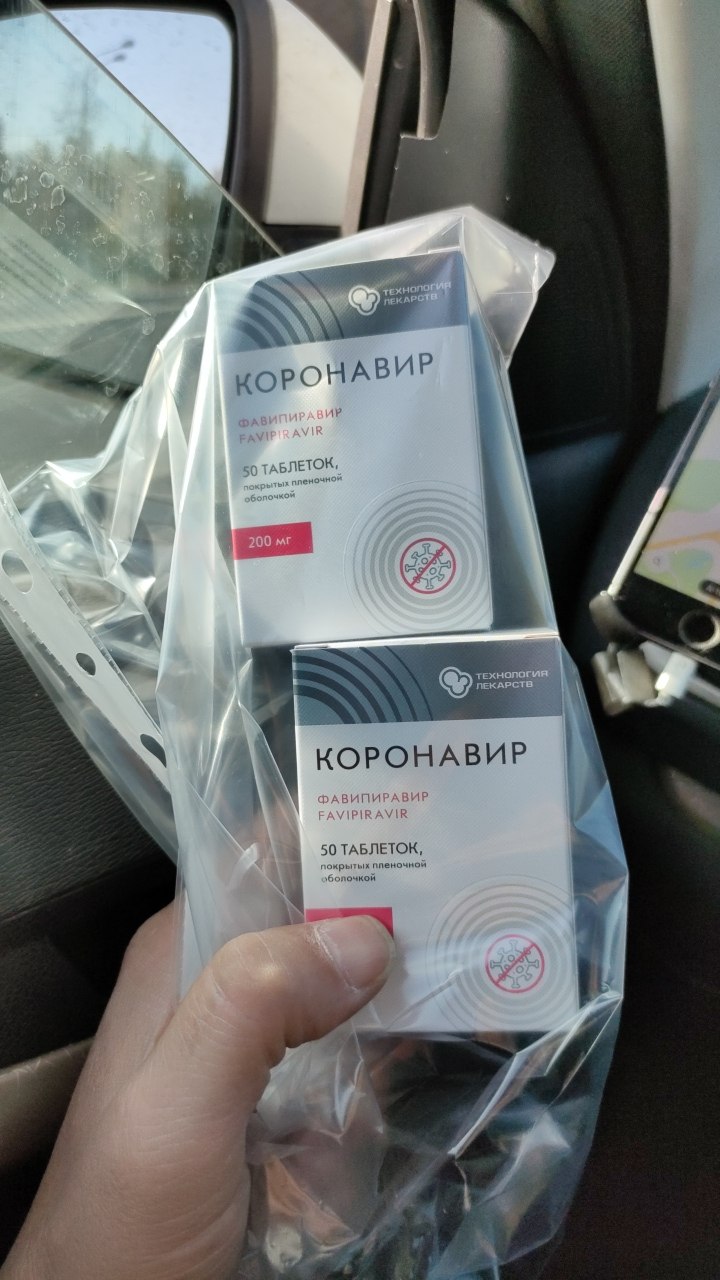 ТЕХНОЛОГИЯ
ЛЕКАРСТВ
КОРОНАВИР
ФАВИПИРАВИР
FAVIPIRAVIR
50 ТАБЛЕТОК,
покрытых пленочной
оболочкой
200 мг
ТЕХНОЛОГИЯ
ЛЕКАРСТВ
КОРОНАВИР
ФАВИПИРАВИР
FAVIPIRAVIR
50 ТАБЛЕТОК,
покрытых пленочной
оболочкой